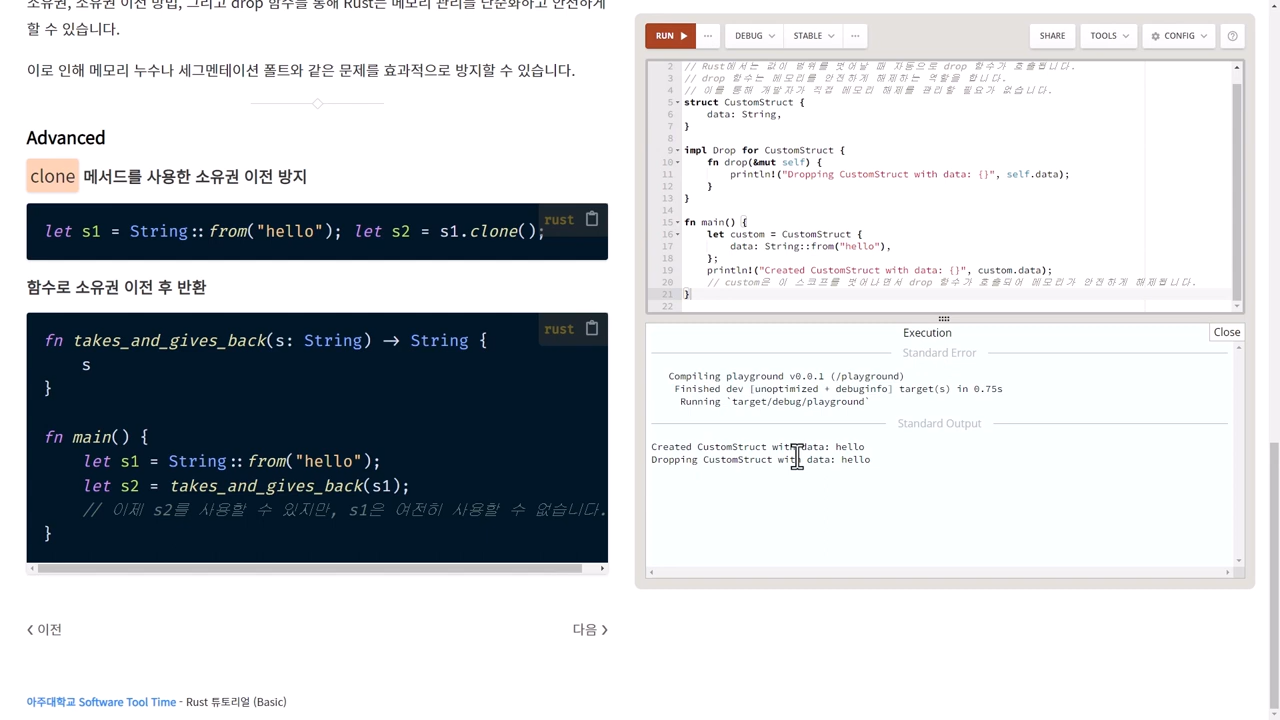 소유권, 소유권 이전 방법, 그리고 drop 함수를 통해 Rust는 메모리 관리를 단순화하고 안전하게
할 수 있습니다.
이로 인해 메모리 누수나 세그멘테이션 폴트와 같은 문제를 효과적으로 방지할 수 있습니다.
Advanced
clone 메서드를 사용한 소유권 이전 방지
rust
let s1 = String::from("hello"); let s2 = s1.clone();
함수로 소유권 이전 후 반환
rust
fn takes_and_gives_back(s: String) → String {
s
}
fn main() {
let s1 = String::from("hello");
let s2 = takes_and_gives_back(s1);
// 이제 s2를 사용할 수 있지만, s1은 여전히 사용할 수 없습니다.
}
이전
다음
아주대학교 Software Tool Time - Rust 튜토리얼 (Basic)
RUN
DEBUG
STABLE
SHARE
TOOLS
CONFIG
2 // Rust에서는 값이 범위를 벗어날 때 자동으로 drop 함수가 호출됩니다.
3 // drop 함수는 메모리를 안전하게 해제하는 역할을 합니다.
4 // 이를 통해 개발자가 직접 메모리 해제를 관리할 필요가 없습니다.
5 struct CustomStruct {
6 data: String,
7 }
8
9 impl Drop for CustomStruct {
10 fn drop(&mut self) {
11 println!("Dropping CustomStruct with data: {}", self.data);
12 }
13 }
14
15 fn main() {
16 let custom = CustomStruct {
17 data: String::from("hello"),
18 };
19 println!("Created CustomStruct with data: {}", custom.data);
20 // custom은 이 스코프를 벗어나면서 drop 함수가 호출되어 메모리가 안전하게 해제됩니다.
21 }
22
Execution
Close
Standard Error
Compiling playground v0.0.1 (/playground)
Finished dev [unoptimized + debuginfo] target(s) in 0.75s
Running `target/debug/playground`
Standard Output
Created CustomStruct with data: hello
Dropping CustomStruct with data: hello